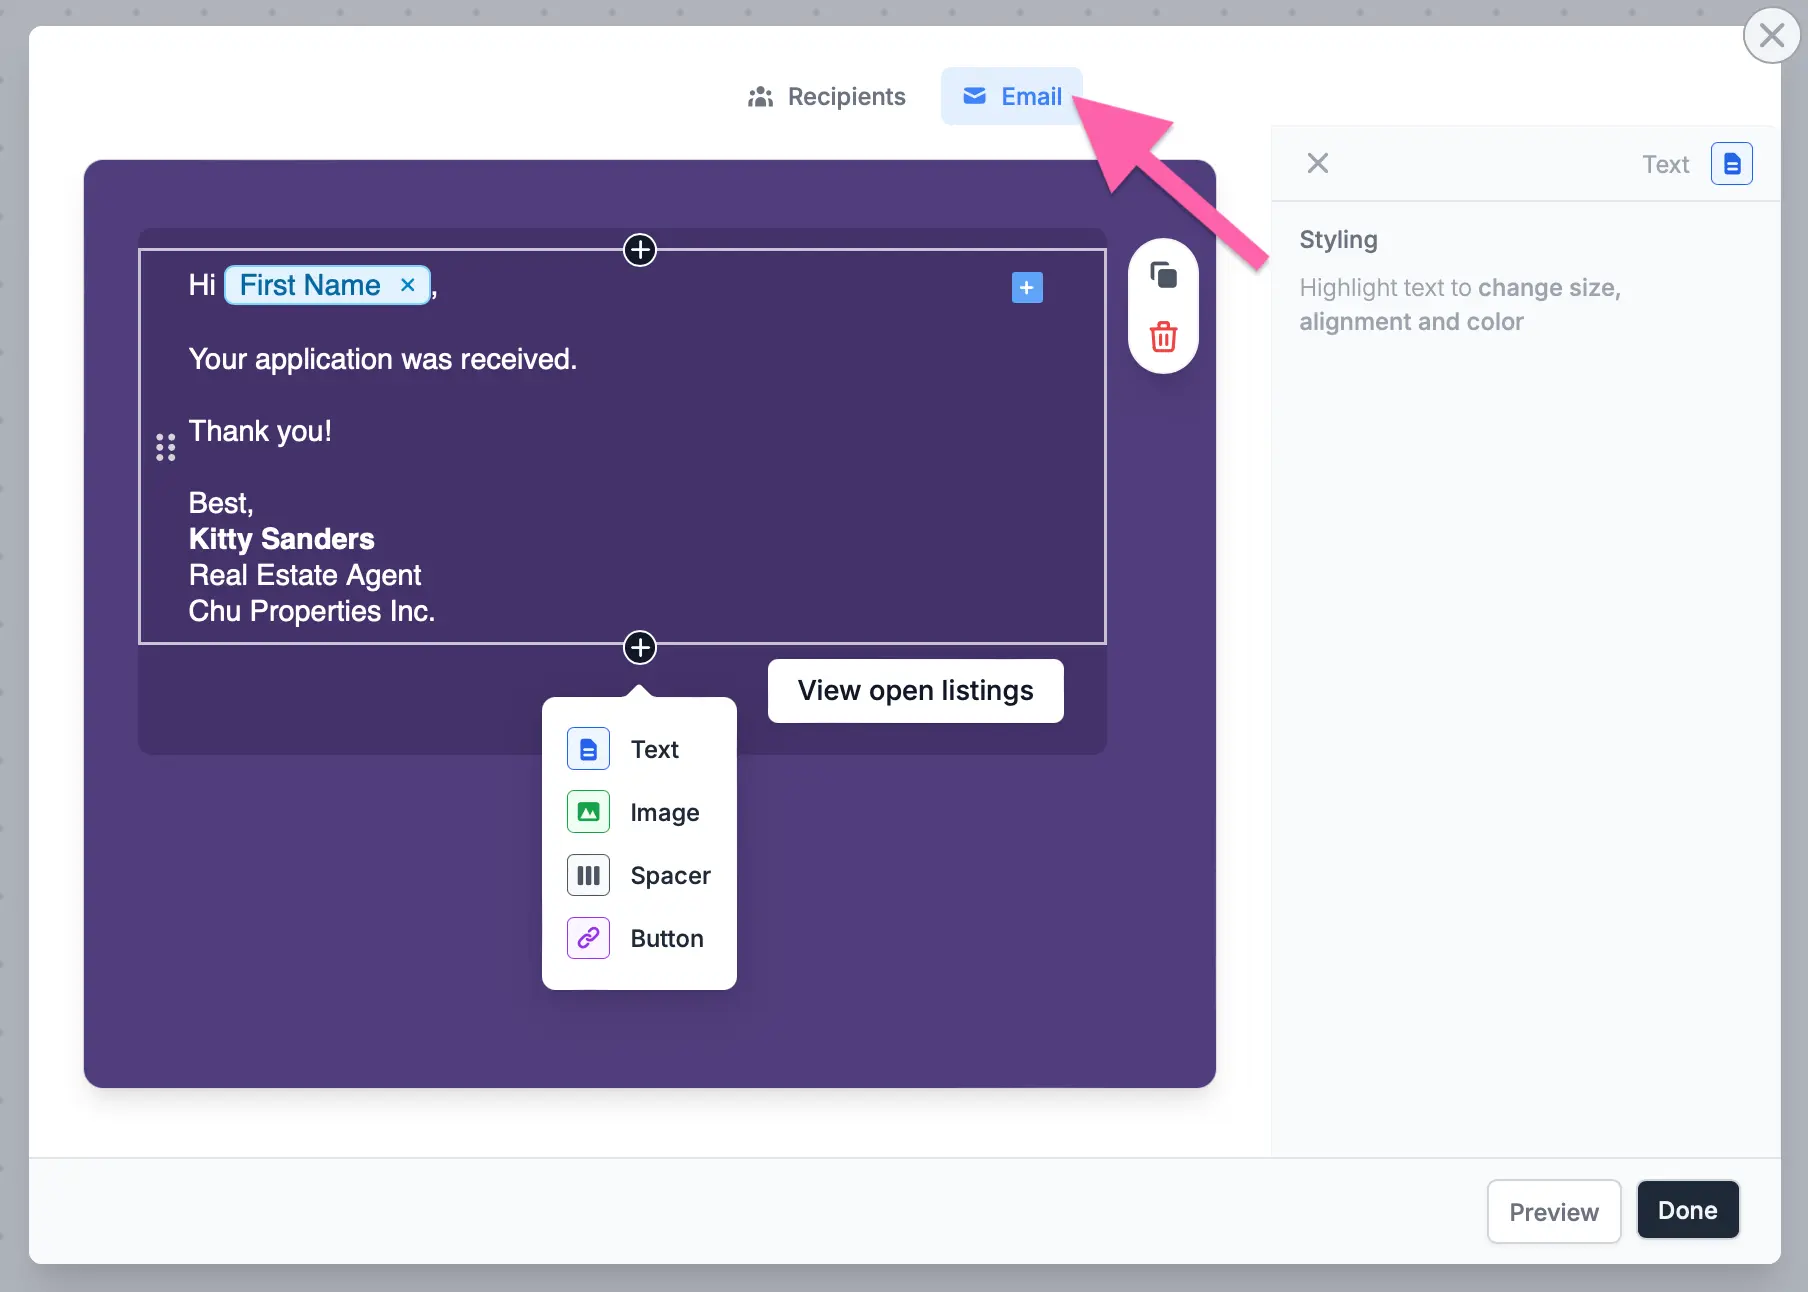 Recipients
Email
Text
Styling
Highlight text to change size,
alignment and color
Hi First Name ,
Your application was received.
Thank you!
Best,
Kitty Sanders
Real Estate Agent
Chu Properties Inc.
View open listings
Text
Image
Spacer
Button
Preview
Done